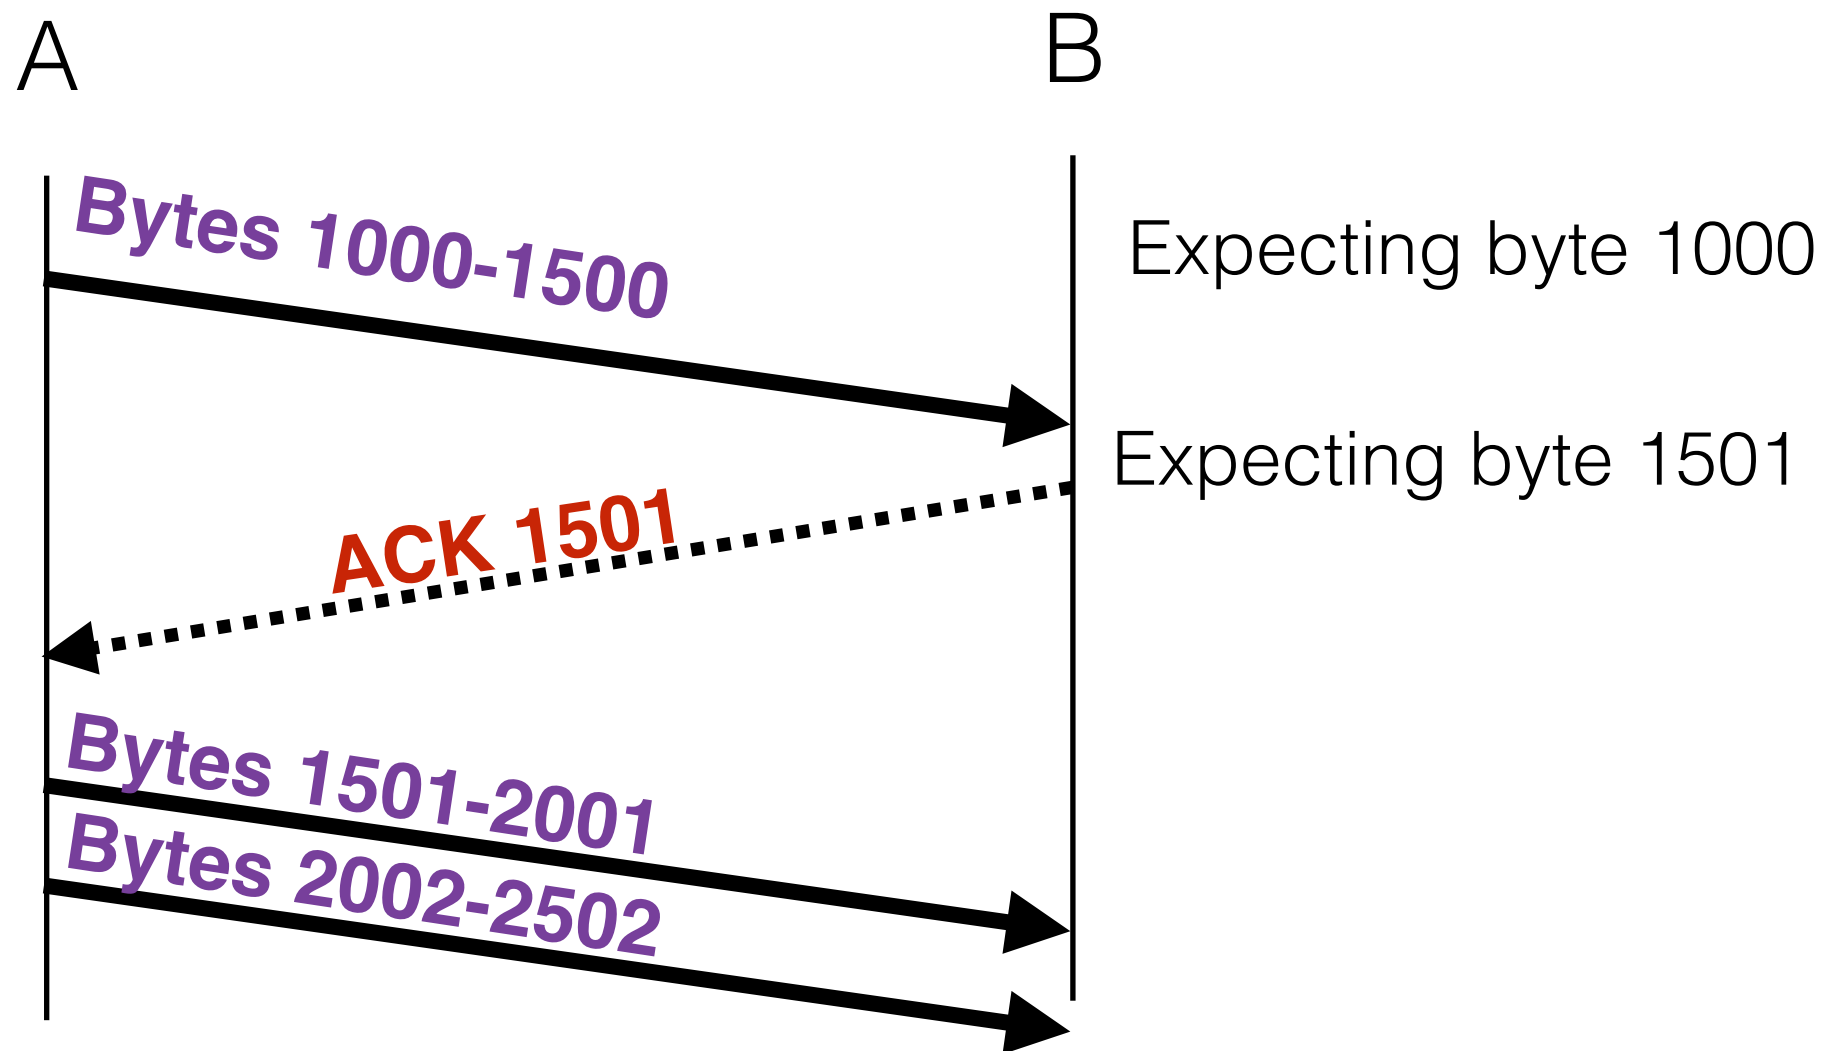 A
B
Bytes 1000-1500
Expecting byte 1000
Expecting byte 1501
ACK 1501
Bytes 1501-2001
Bytes 2002-2502